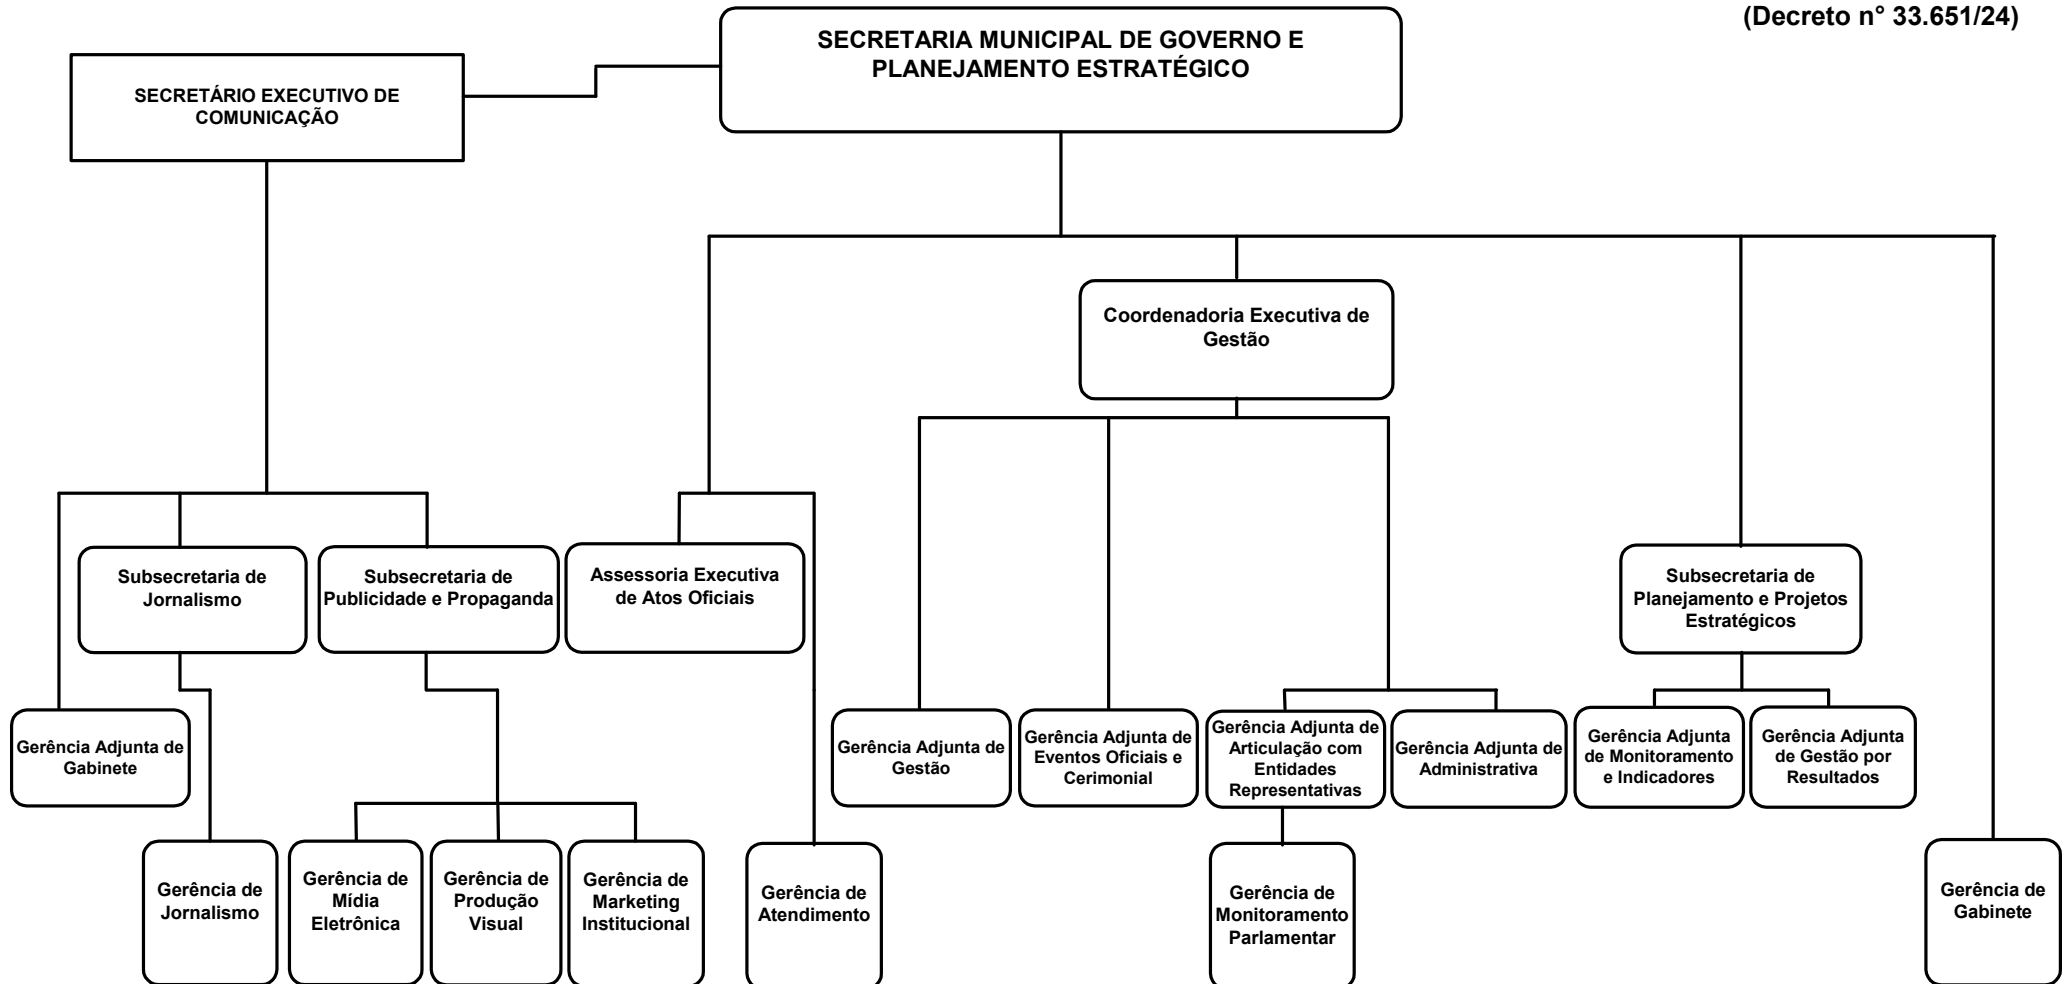 (Decreto n° 33.651/24)
SECRETARIA MUNICIPAL DE GOVERNO E
PLANEJAMENTO ESTRATÉGICO
SECRETÁRIO EXECUTIVO DE
COMUNICAÇÃO
Coordenadoria Executiva de
Gestão
Subsecretaria de
Jornalismo
Subsecretaria de
Publicidade e Propaganda
Assessoria Executiva
de Atos Oficiais
Subsecretaria de
Planejamento e Projetos
Estratégicos
Gerência Adjunta de
Gabinete
Gerência Adjunta de
Gestão
Gerência Adjunta de
Eventos Oficiais e
Cerimonial
Gerência Adjunta de
Articulação com
Entidades
Representativas
Gerência Adjunta de
Administrativa
Gerência Adjunta
de Monitoramento
e Indicadores
Gerência Adjunta
de Gestão por
Resultados
Gerência de
Jornalismo
Gerência de
Mídia
Eletrônica
Gerência de
Produção
Visual
Gerência de
Marketing
Institucional
Gerência de
Atendimento
Gerência de
Monitoramento
Parlamentar
Gerência de
Gabinete